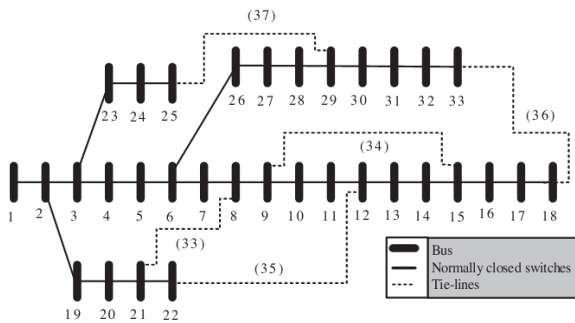 (37)
26 27 28 29 30 31 32 33
23 24 25
(36)
(34)
1 2 3 4 5 6 7 8 9 10 11 12 13 14 15 16 17 18
(33)
(35)
19 20 21 22
Bus
Normally closed switches
Tie-lines